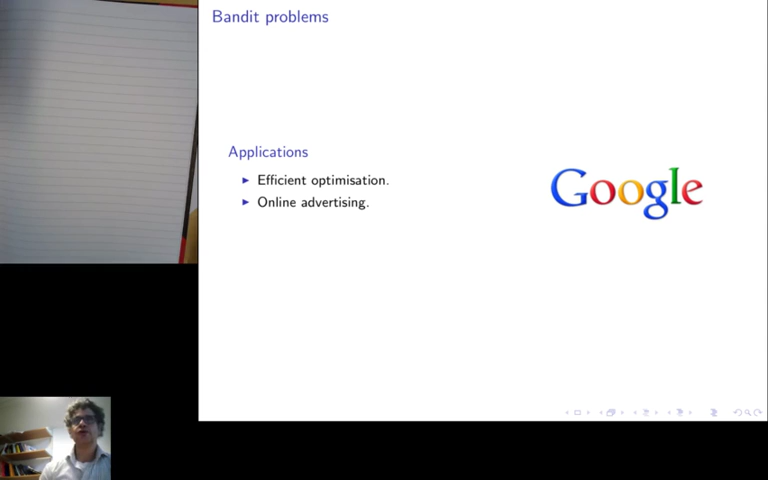 Bandit problems
Applications
Efficient optimisation.
Online advertising.
Google